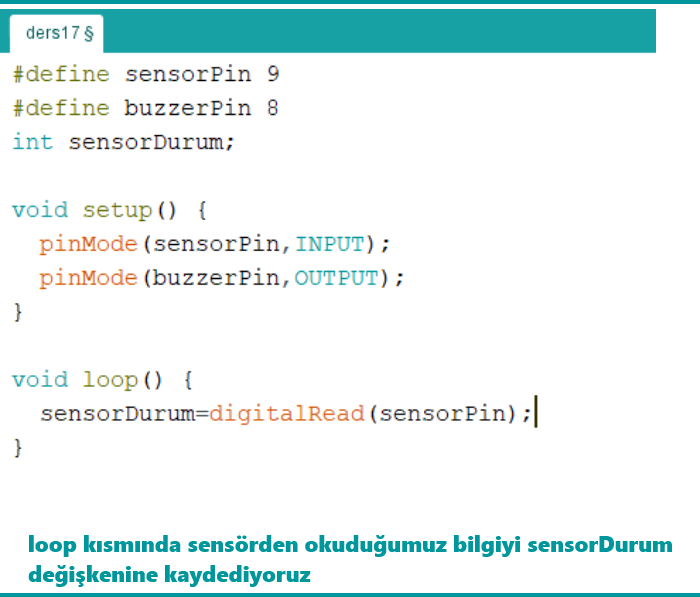 ders17 §
#define sensorPin 9
#define buzzerPin 8
int sensorDurum;
void setup() {
pinMode(sensorPin,INPUT);
pinMode(buzzerPin,OUTPUT);
}
void loop() {
sensorDurum=digitalRead(sensorPin);
}
loop kısmında sensörden okuduğumuz bilgiyi sensorDurum
değişkenine kaydediyoruz